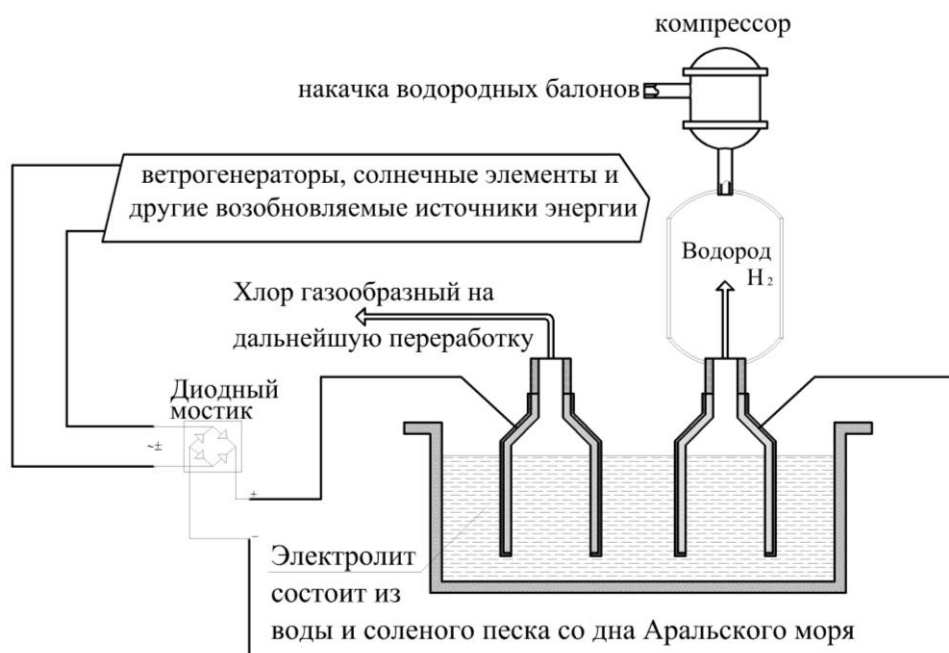 компрессор
накачка водородных балонов
ветрогенераторы, солнечные элементы и
другие возобновляемые источники энергии
Водород
H₂
Хлор газообразный на
дальнейшую переработку
Диодный
мостик
~±
+
−
Электролит
состоит из
воды и соленого песка со дна Аральского моря